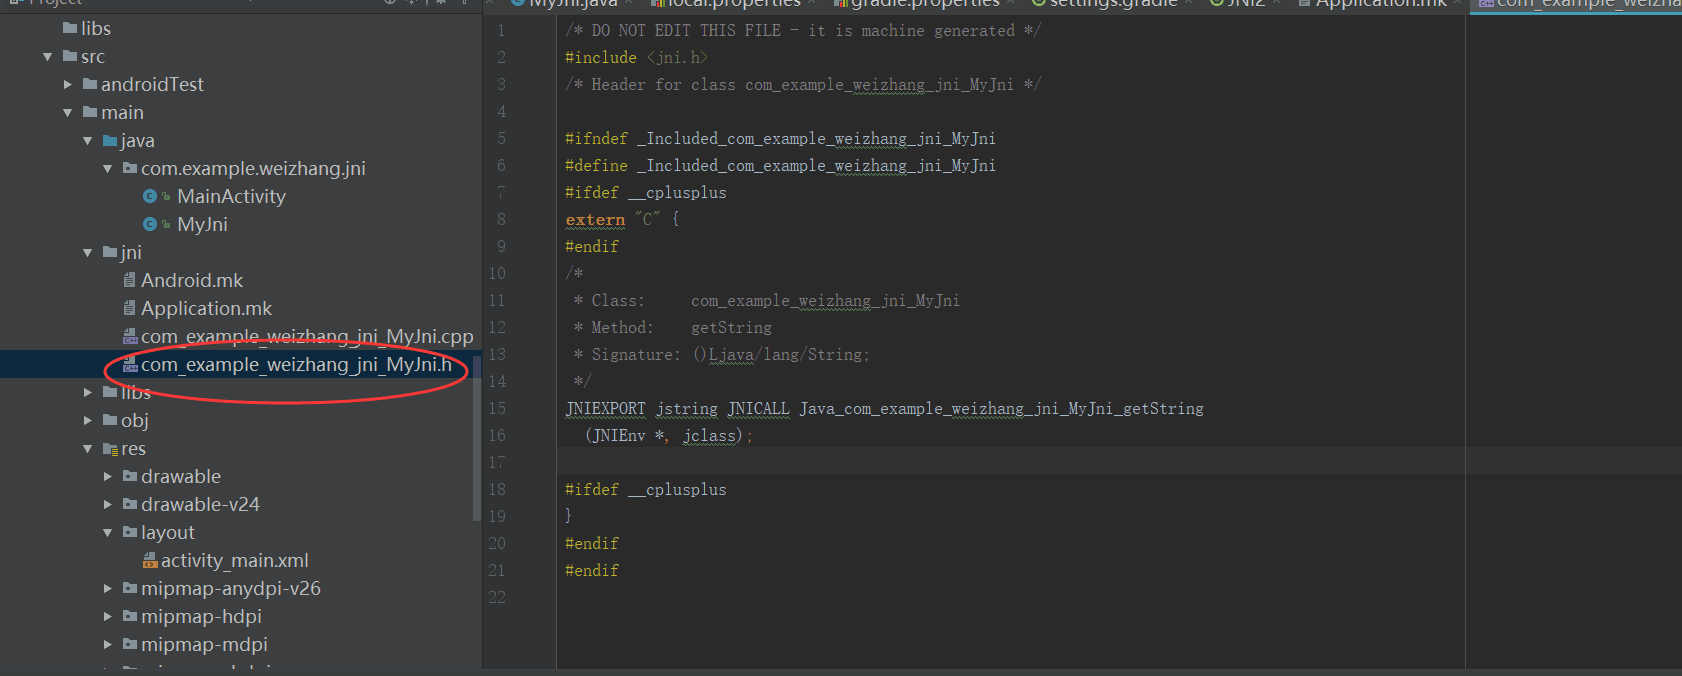 Project
libs
src
androidTest
main
java
com.example.weizhang.jni
MainActivity
MyJni
jni
Android.mk
Application.mk
com_example_weizhang_jni_MyJni.cpp
com_example_weizhang_jni_MyJni.h
libs
obj
res
drawable
drawable-v24
layout
activity_main.xml
mipmap-anydpi-v26
mipmap-hdpi
mipmap-mdpi
MyJni.java
local.properties
gradle.properties
settings.gradle
JNI2
Application.mk
com_example_weizha
1 /* DO NOT EDIT THIS FILE - it is machine generated */
2 #include <jni.h>
3 /* Header for class com_example_weizhang_jni_MyJni */
4
5 #ifndef _Included_com_example_weizhang_jni_MyJni
6 #define _Included_com_example_weizhang_jni_MyJni
7 #ifdef __cplusplus
8 extern "C" {
9 #endif
10 /*
11 * Class: com_example_weizhang_jni_MyJni
12 * Method: getString
13 * Signature: ()Ljava/lang/String;
14 */
15 JNIEXPORT jstring JNICALL Java_com_example_weizhang_jni_MyJni_getString
16 (JNIEnv *, jclass);
17
18 #ifdef __cplusplus
19 }
20 #endif
21 #endif
22